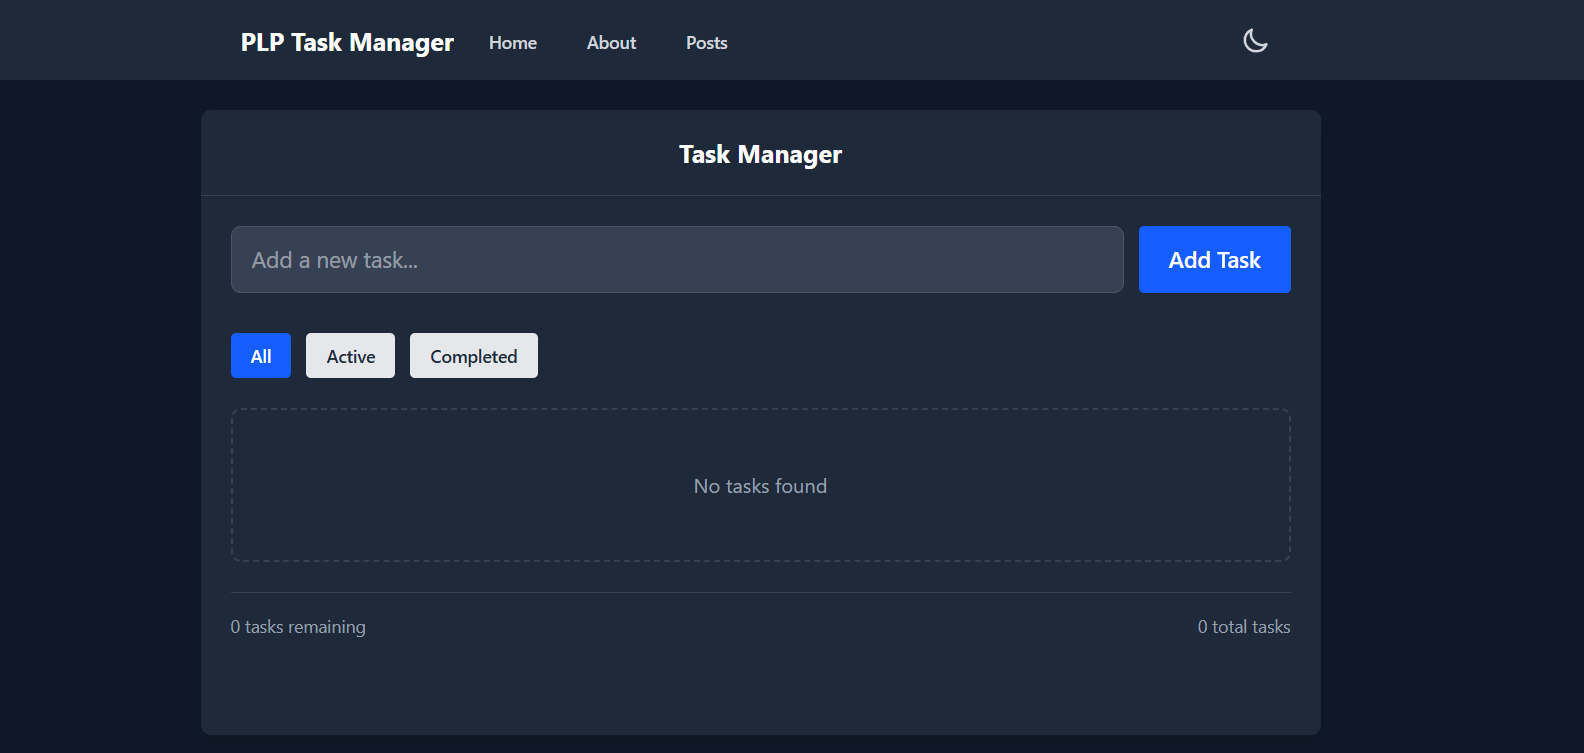 PLP Task Manager Home About Posts
Task Manager
Add a new task... Add Task
All Active Completed
No tasks found
0 tasks remaining 0 total tasks